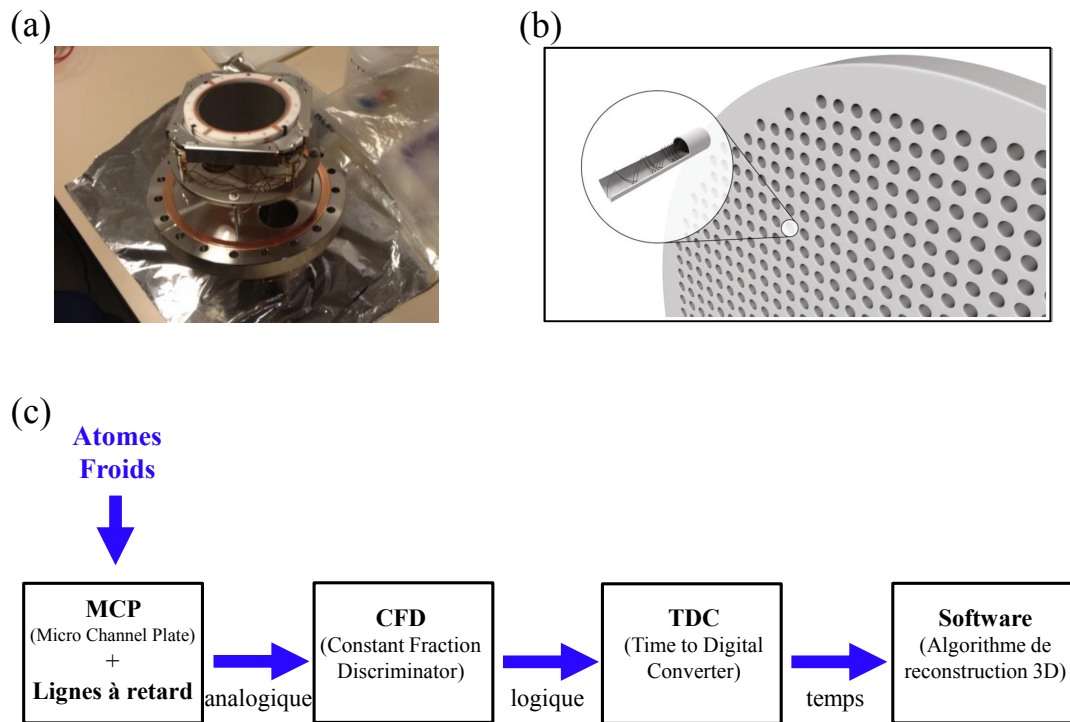 (a)
(b)
(c)
Atomes
Froids
MCP
(Micro Channel Plate)
+
Lignes à retard
analogique
CFD
(Constant Fraction
Discriminator)
logique
TDC
(Time to Digital
Converter)
temps
Software
(Algorithme de
reconstruction 3D)